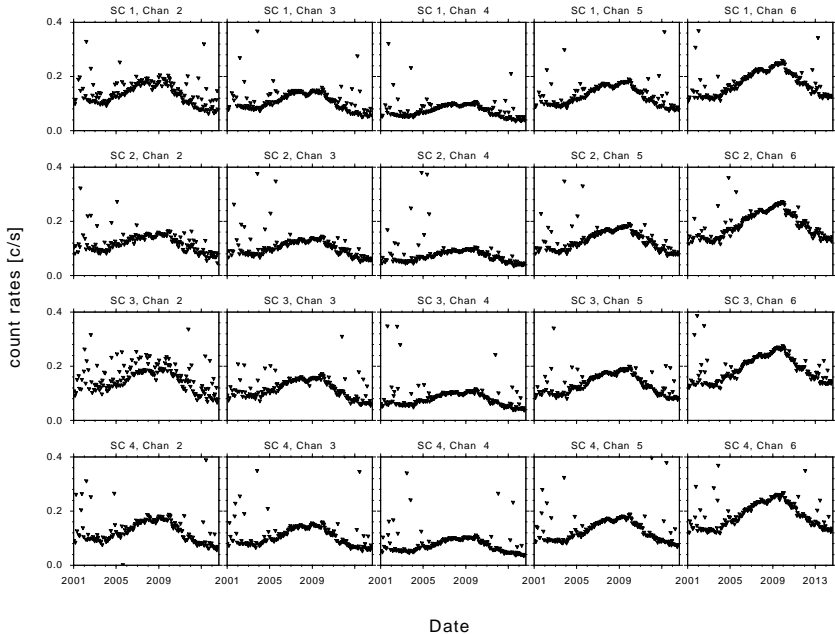 SC 1, Chan 2
SC 1, Chan 3
SC 1, Chan 4
SC 1, Chan 5
SC 1, Chan 6
0.4
0.2
0.0
SC 2, Chan 2
SC 2, Chan 3
SC 2, Chan 4
SC 2, Chan 5
SC 2, Chan 6
0.4
0.2
0.0
count rates [c/s]
SC 3, Chan 2
SC 3, Chan 3
SC 3, Chan 4
SC 3, Chan 5
SC 3, Chan 6
0.4
0.2
0.0
SC 4, Chan 2
SC 4, Chan 3
SC 4, Chan 4
SC 4, Chan 5
SC 4, Chan 6
0.4
0.2
0.0
2001 2005 2009 2001 2005 2009 2001 2005 2009 2001 2005 2009 2001 2005 2009 2013
Date